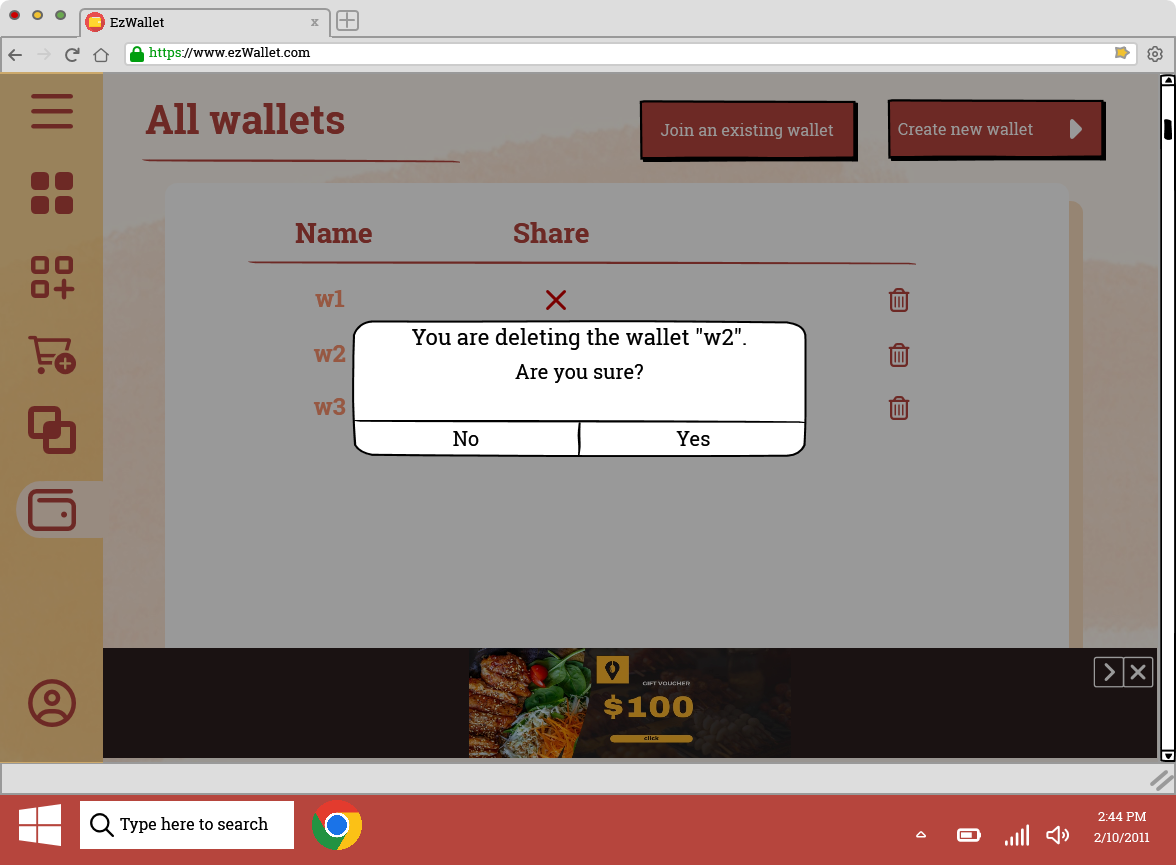 EzWallet
https://www.ezWallet.com
All wallets
Join an existing wallet
Create new wallet
Name Share
w1
You are deleting the wallet "w2".
w2
Are you sure?
w3
No Yes
GIFT VOUCHER
$100
click
Type here to search
2:44 PM
2/10/2011